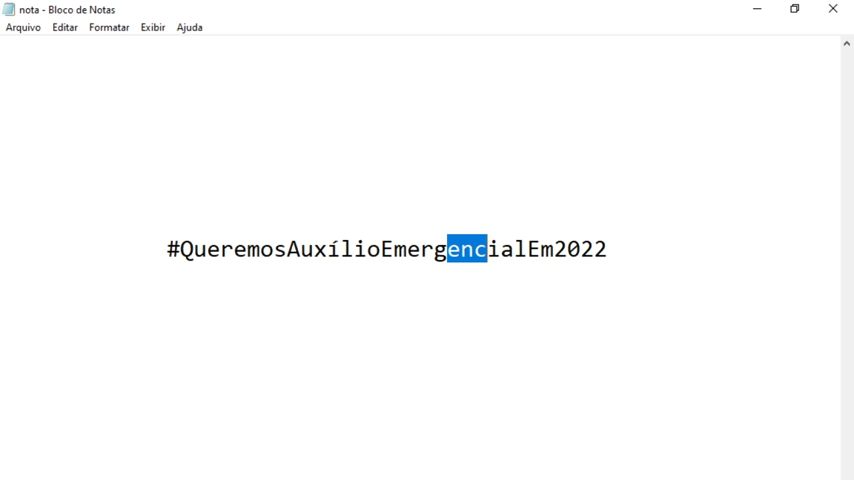 nota - Bloco de Notas
Arquivo Editar Formatar Exibir Ajuda
#QueremosAuxílioEmergencialEm2022